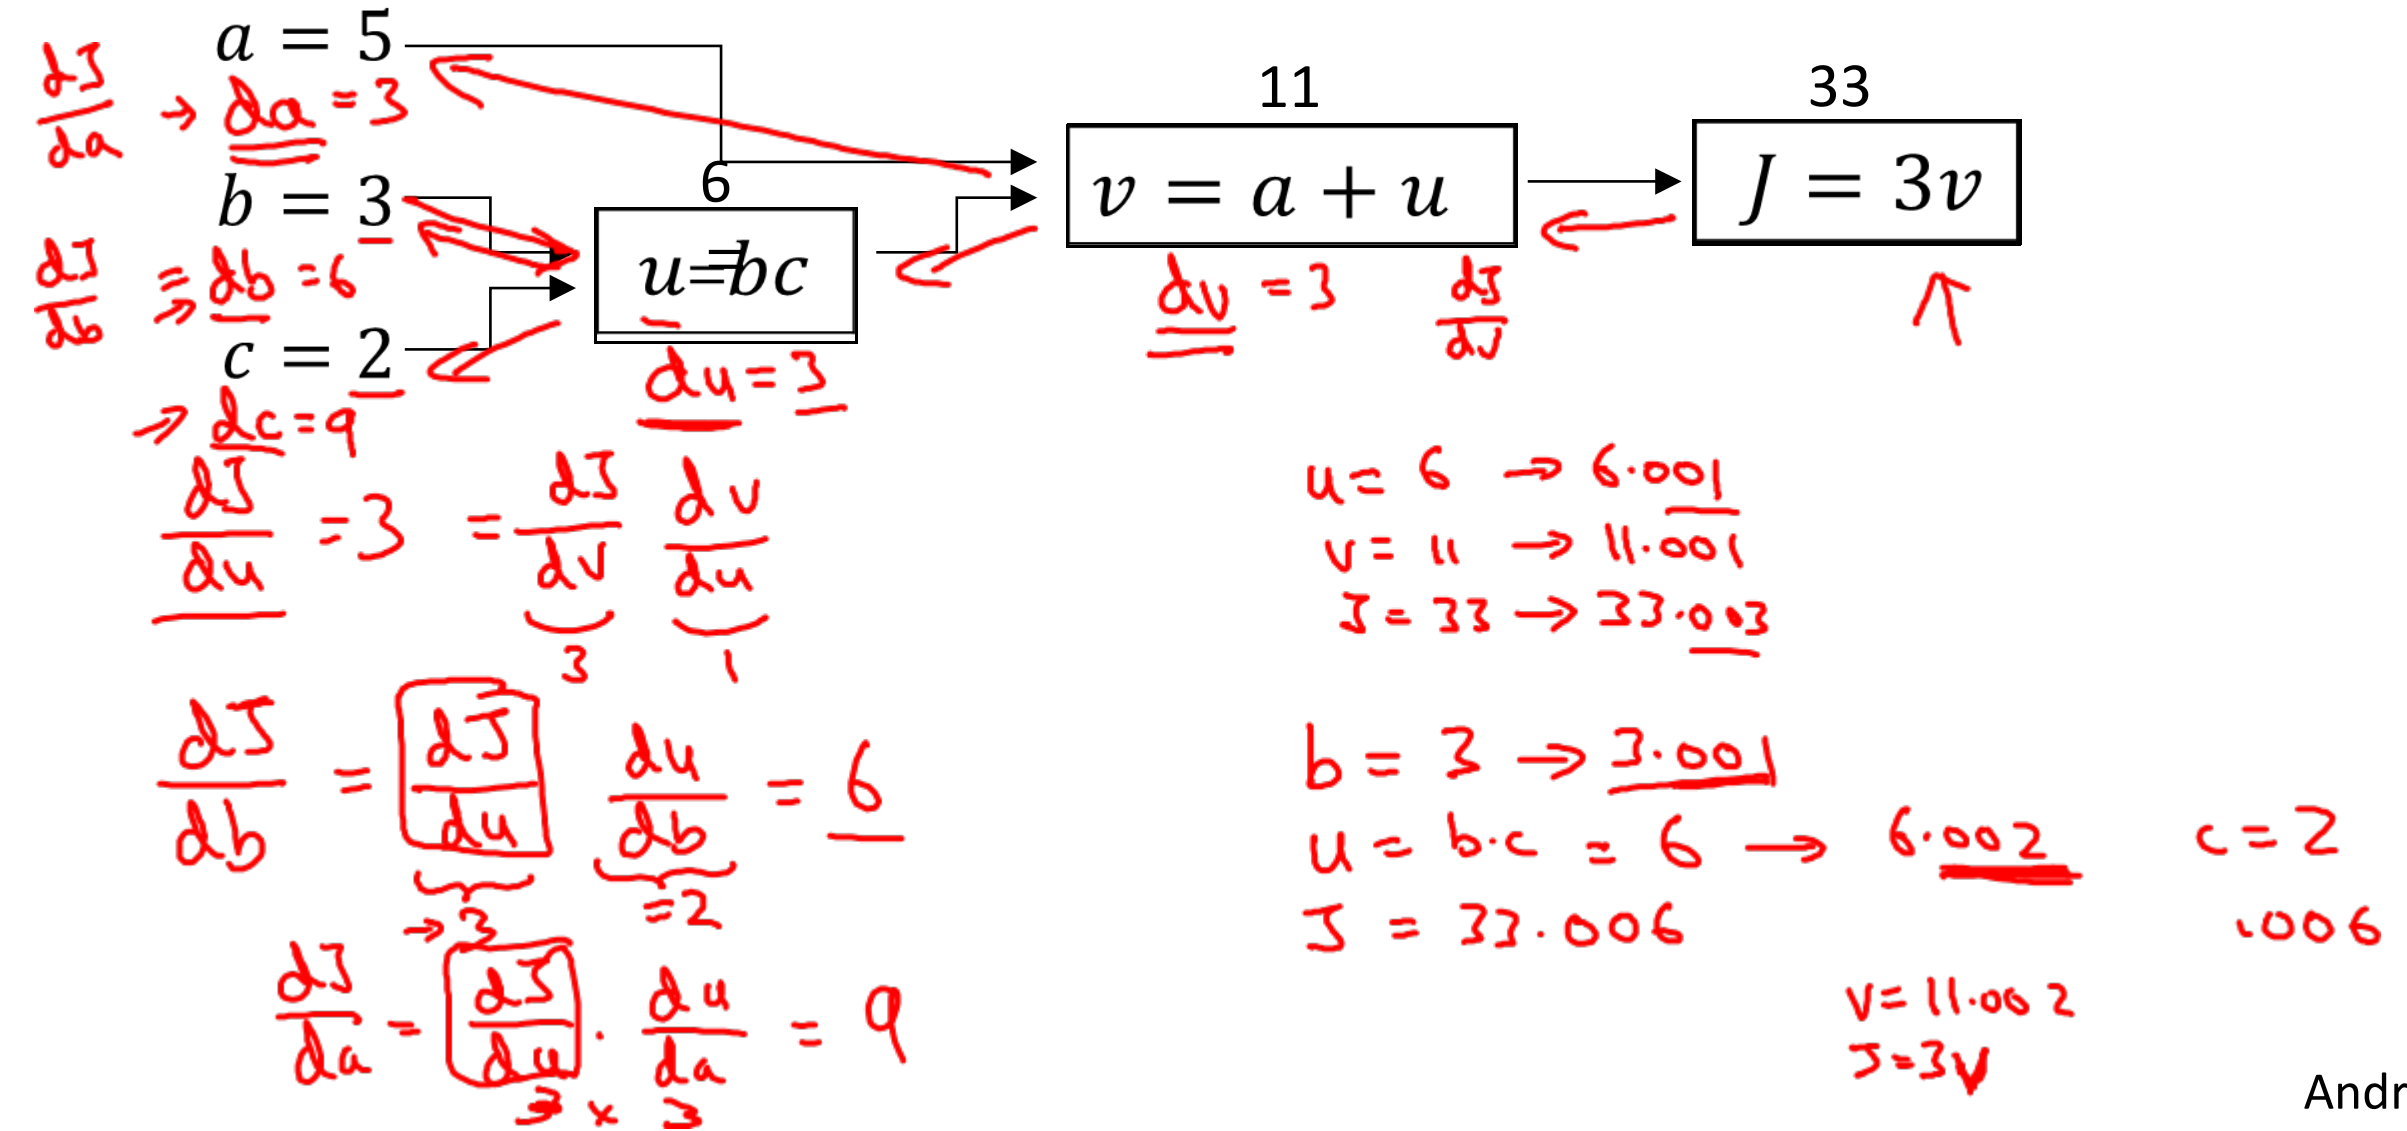 a = 5
dJ/da → da = 3
b = 3
dJ/db ⇒ db = 6
c = 2
⇒ dc = 9
6
u = bc
du = 3
11
v = a + u
dv = 3 dJ/dv
33
J = 3v
dJ/du = 3 = dJ/dv dv/du
3 1
dJ/db = dJ/du du/db = 6
→ 3 = 2
dJ/da = dJ/du · du/da = 9
3 x 3
u = 6 → 6.001
v = 11 → 11.001
J = 33 → 33.003
b = 3 → 3.001
u = b·c = 6 → 6.002 c = 2
J = 33.006 .006
v = 11.002
J = 3v
Andr